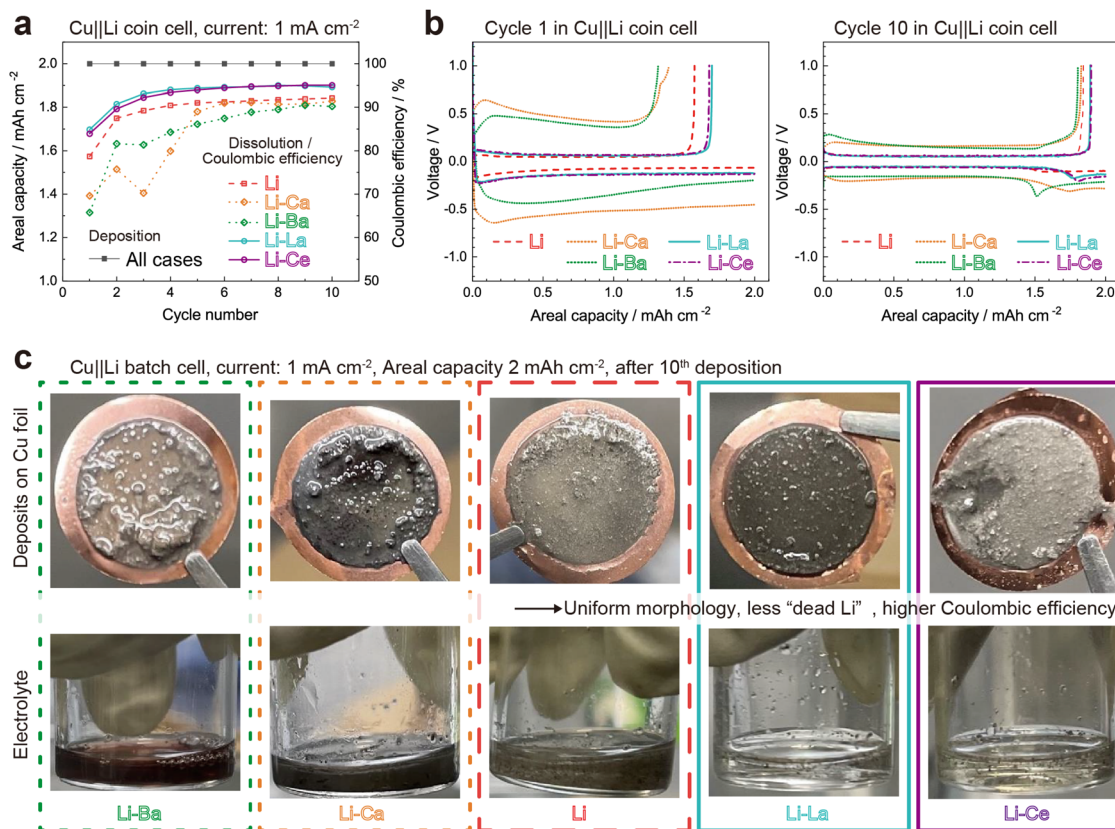 a
Cu||Li coin cell, current: 1 mA cm⁻²
2.0
1.8
1.6
1.4
1.2
1.0
Areal capacity / mAh cm⁻²
0
2
4
6
8
10
Cycle number
100
90
80
70
60
50
Coulombic efficiency / %
Dissolution /
Coulombic efficiency
Li
Li-Ca
Li-Ba
Li-La
Li-Ce
Deposition
All cases
b
Cycle 1 in Cu||Li coin cell
1.0
0.5
0.0
-0.5
-1.0
Voltage / V
Li
Li-Ca
Li-La
Li-Ba
Li-Ce
0.0
0.5
1.0
1.5
2.0
Areal capacity / mAh cm⁻²
Cycle 10 in Cu||Li coin cell
1.0
0.5
0.0
-0.5
-1.0
Voltage / V
Li
Li-Ca
Li-La
Li-Ba
Li-Ce
0.0
0.5
1.0
1.5
2.0
Areal capacity / mAh cm⁻²
c
Cu||Li batch cell, current: 1 mA cm⁻², Areal capacity 2 mAh cm⁻², after 10ᵗʰ deposition
Deposits on Cu foil
Uniform morphology, less “dead Li” , higher Coulombic efficiency
Electrolyte
Li-Ba
Li-Ca
Li
Li-La
Li-Ce